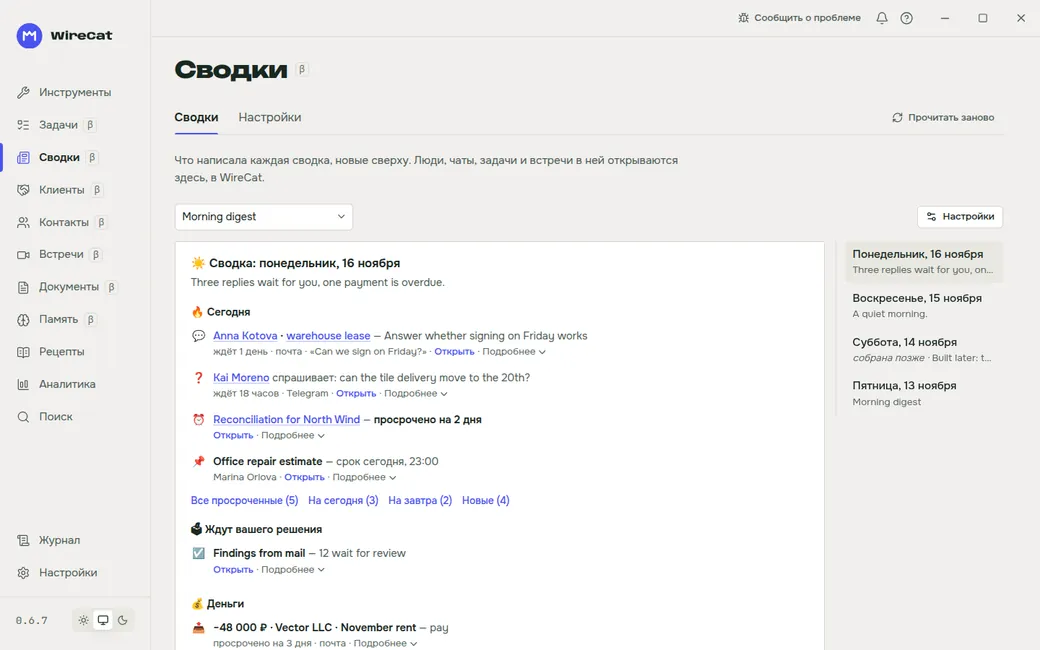 WireCat
Сообщить о проблеме
Инструменты
Задачи β
Сводки β
Клиенты β
Контакты β
Встречи β
Документы β
Память β
Рецепты
Аналитика
Поиск
Журнал
Настройки
0.6.7
Сводки β
Сводки Настройки
Прочитать заново
Что написала каждая сводка, новые сверху. Люди, чаты, задачи и встречи в ней открываются
здесь, в WireCat.
Morning digest
Настройки
☀️ Сводка: понедельник, 16 ноября
Three replies wait for you, one payment is overdue.
🔥 Сегодня
💬 Anna Kotova · warehouse lease – Answer whether signing on Friday works
ждёт 1 день · почта · «Can we sign on Friday?» · Открыть · Подробнее
❓ Kai Moreno спрашивает: can the tile delivery move to the 20th?
ждёт 18 часов · Telegram · Открыть · Подробнее
⏰ Reconciliation for North Wind – просрочено на 2 дня
Открыть · Подробнее
📌 Office repair estimate – срок сегодня, 23:00
Marina Orlova · Открыть · Подробнее
Все просроченные (5) На сегодня (3) На завтра (2) Новые (4)
🗳️ Ждут вашего решения
☑️ Findings from mail – 12 wait for review
Открыть · Подробнее
💰 Деньги
📤 −48 000 ₽ · Vector LLC · November rent – pay
просрочено на 3 дня · почта · Подробнее
Понедельник, 16 ноября
Three replies wait for you, on...
Воскресенье, 15 ноября
A quiet morning.
Суббота, 14 ноября
собрана позже · Built later: t...
Пятница, 13 ноября
Morning digest